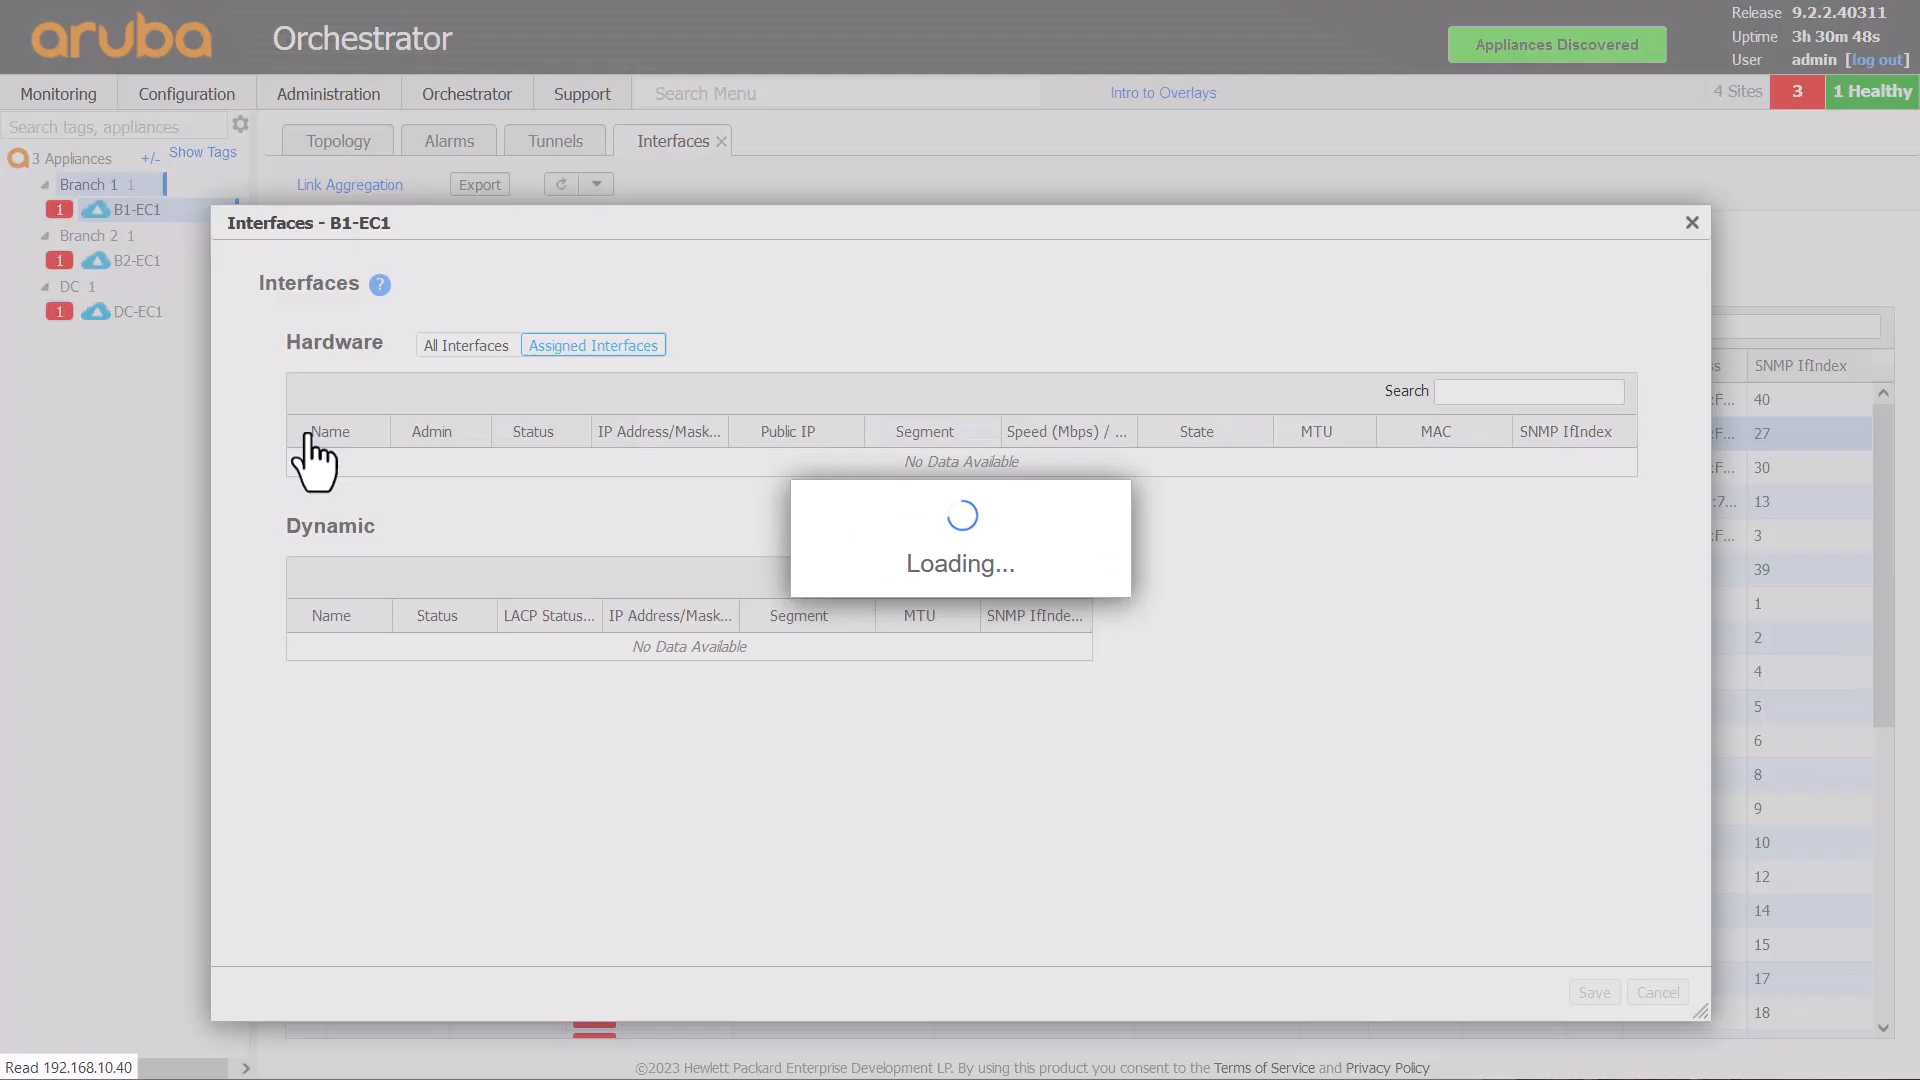 aruba Orchestrator
Appliances Discovered
Release 9.2.2.40311
Uptime 3h 30m 48s
User admin [log out]
Monitoring Configuration Administration Orchestrator Support Search Menu Intro to Overlays 4 Sites 3 1 Healthy
Search tags, appliances
3 Appliances +/- Show Tags
Branch 1 1
1 B1-EC1
Branch 2 1
1 B2-EC1
DC 1
1 DC-EC1
Topology Alarms Tunnels Interfaces
Link Aggregation Export
Interfaces - B1-EC1
Interfaces ?
Hardware All Interfaces Assigned Interfaces
Search
Name Admin Status IP Address/Mask... Public IP Segment Speed (Mbps) / ... State MTU MAC SNMP IfIndex
No Data Available
Loading...
Dynamic
Name Status LACP Status... IP Address/Mask... Segment MTU SNMP IfInde...
No Data Available
Save Cancel
ss SNMP IfIndex
:F... 40
:F... 27
:F... 30
:7... 13
:F... 3
39
1
2
4
5
6
8
9
10
12
14
15
17
18
Read 192.168.10.40
©2023 Hewlett Packard Enterprise Development LP. By using this product you consent to the Terms of Service and Privacy Policy